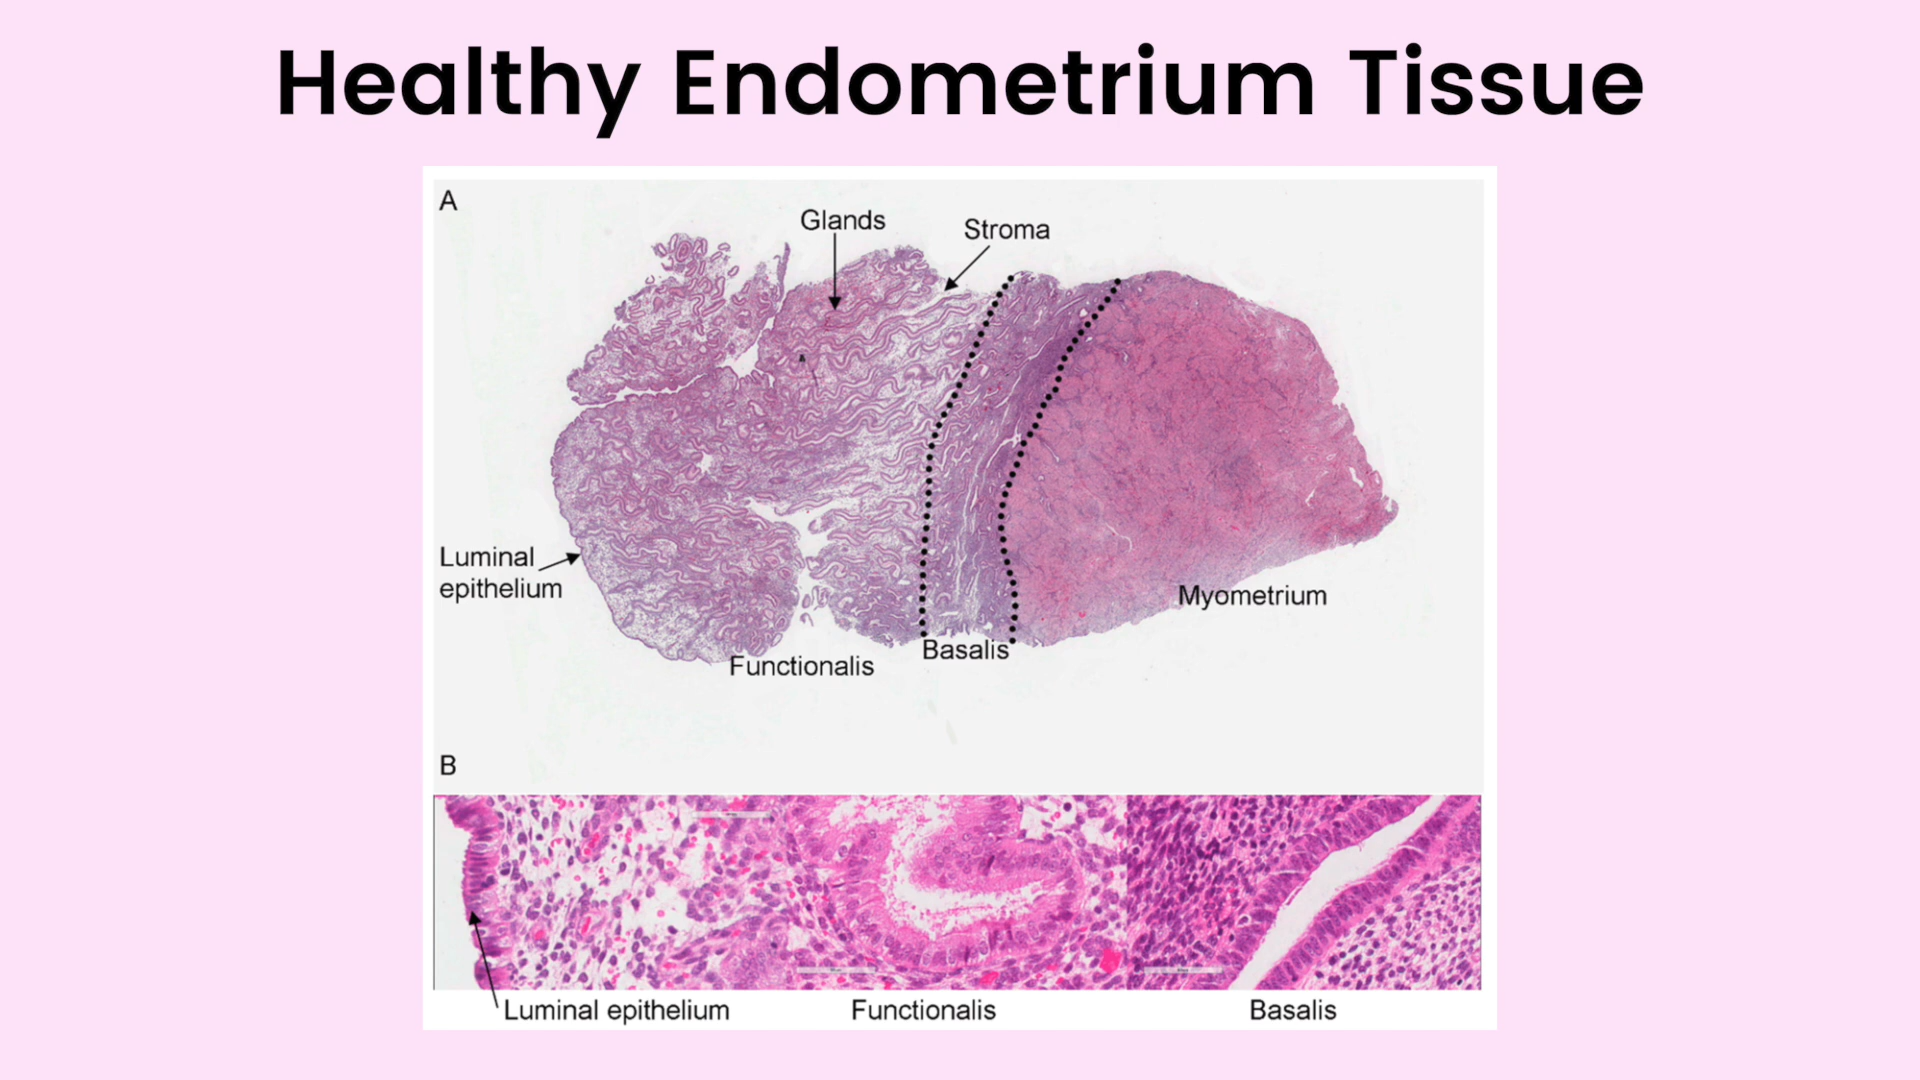 Healthy Endometrium Tissue
A
Glands
Stroma
Luminal
epithelium
Myometrium
Basalis
Functionalis
B
Luminal epithelium
Functionalis
Basalis